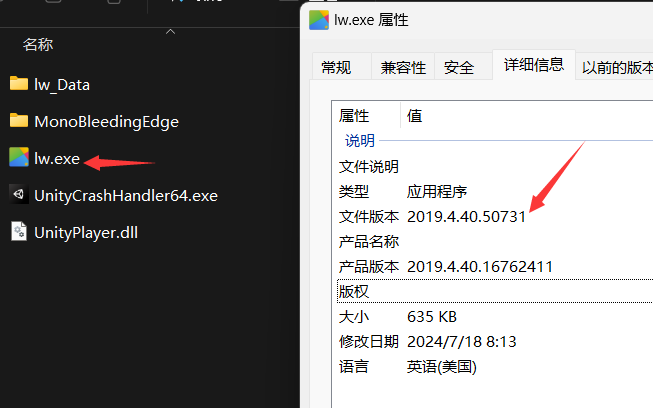 名称
lw_Data
MonoBleedingEdge
lw.exe
UnityCrashHandler64.exe
UnityPlayer.dll
lw.exe 属性
常规 兼容性 安全 详细信息 以前的版本
属性 值
说明
文件说明
类型 应用程序
文件版本 2019.4.40.50731
产品名称
产品版本 2019.4.40.16762411
版权
大小 635 KB
修改日期 2024/7/18 8:13
语言 英语(美国)